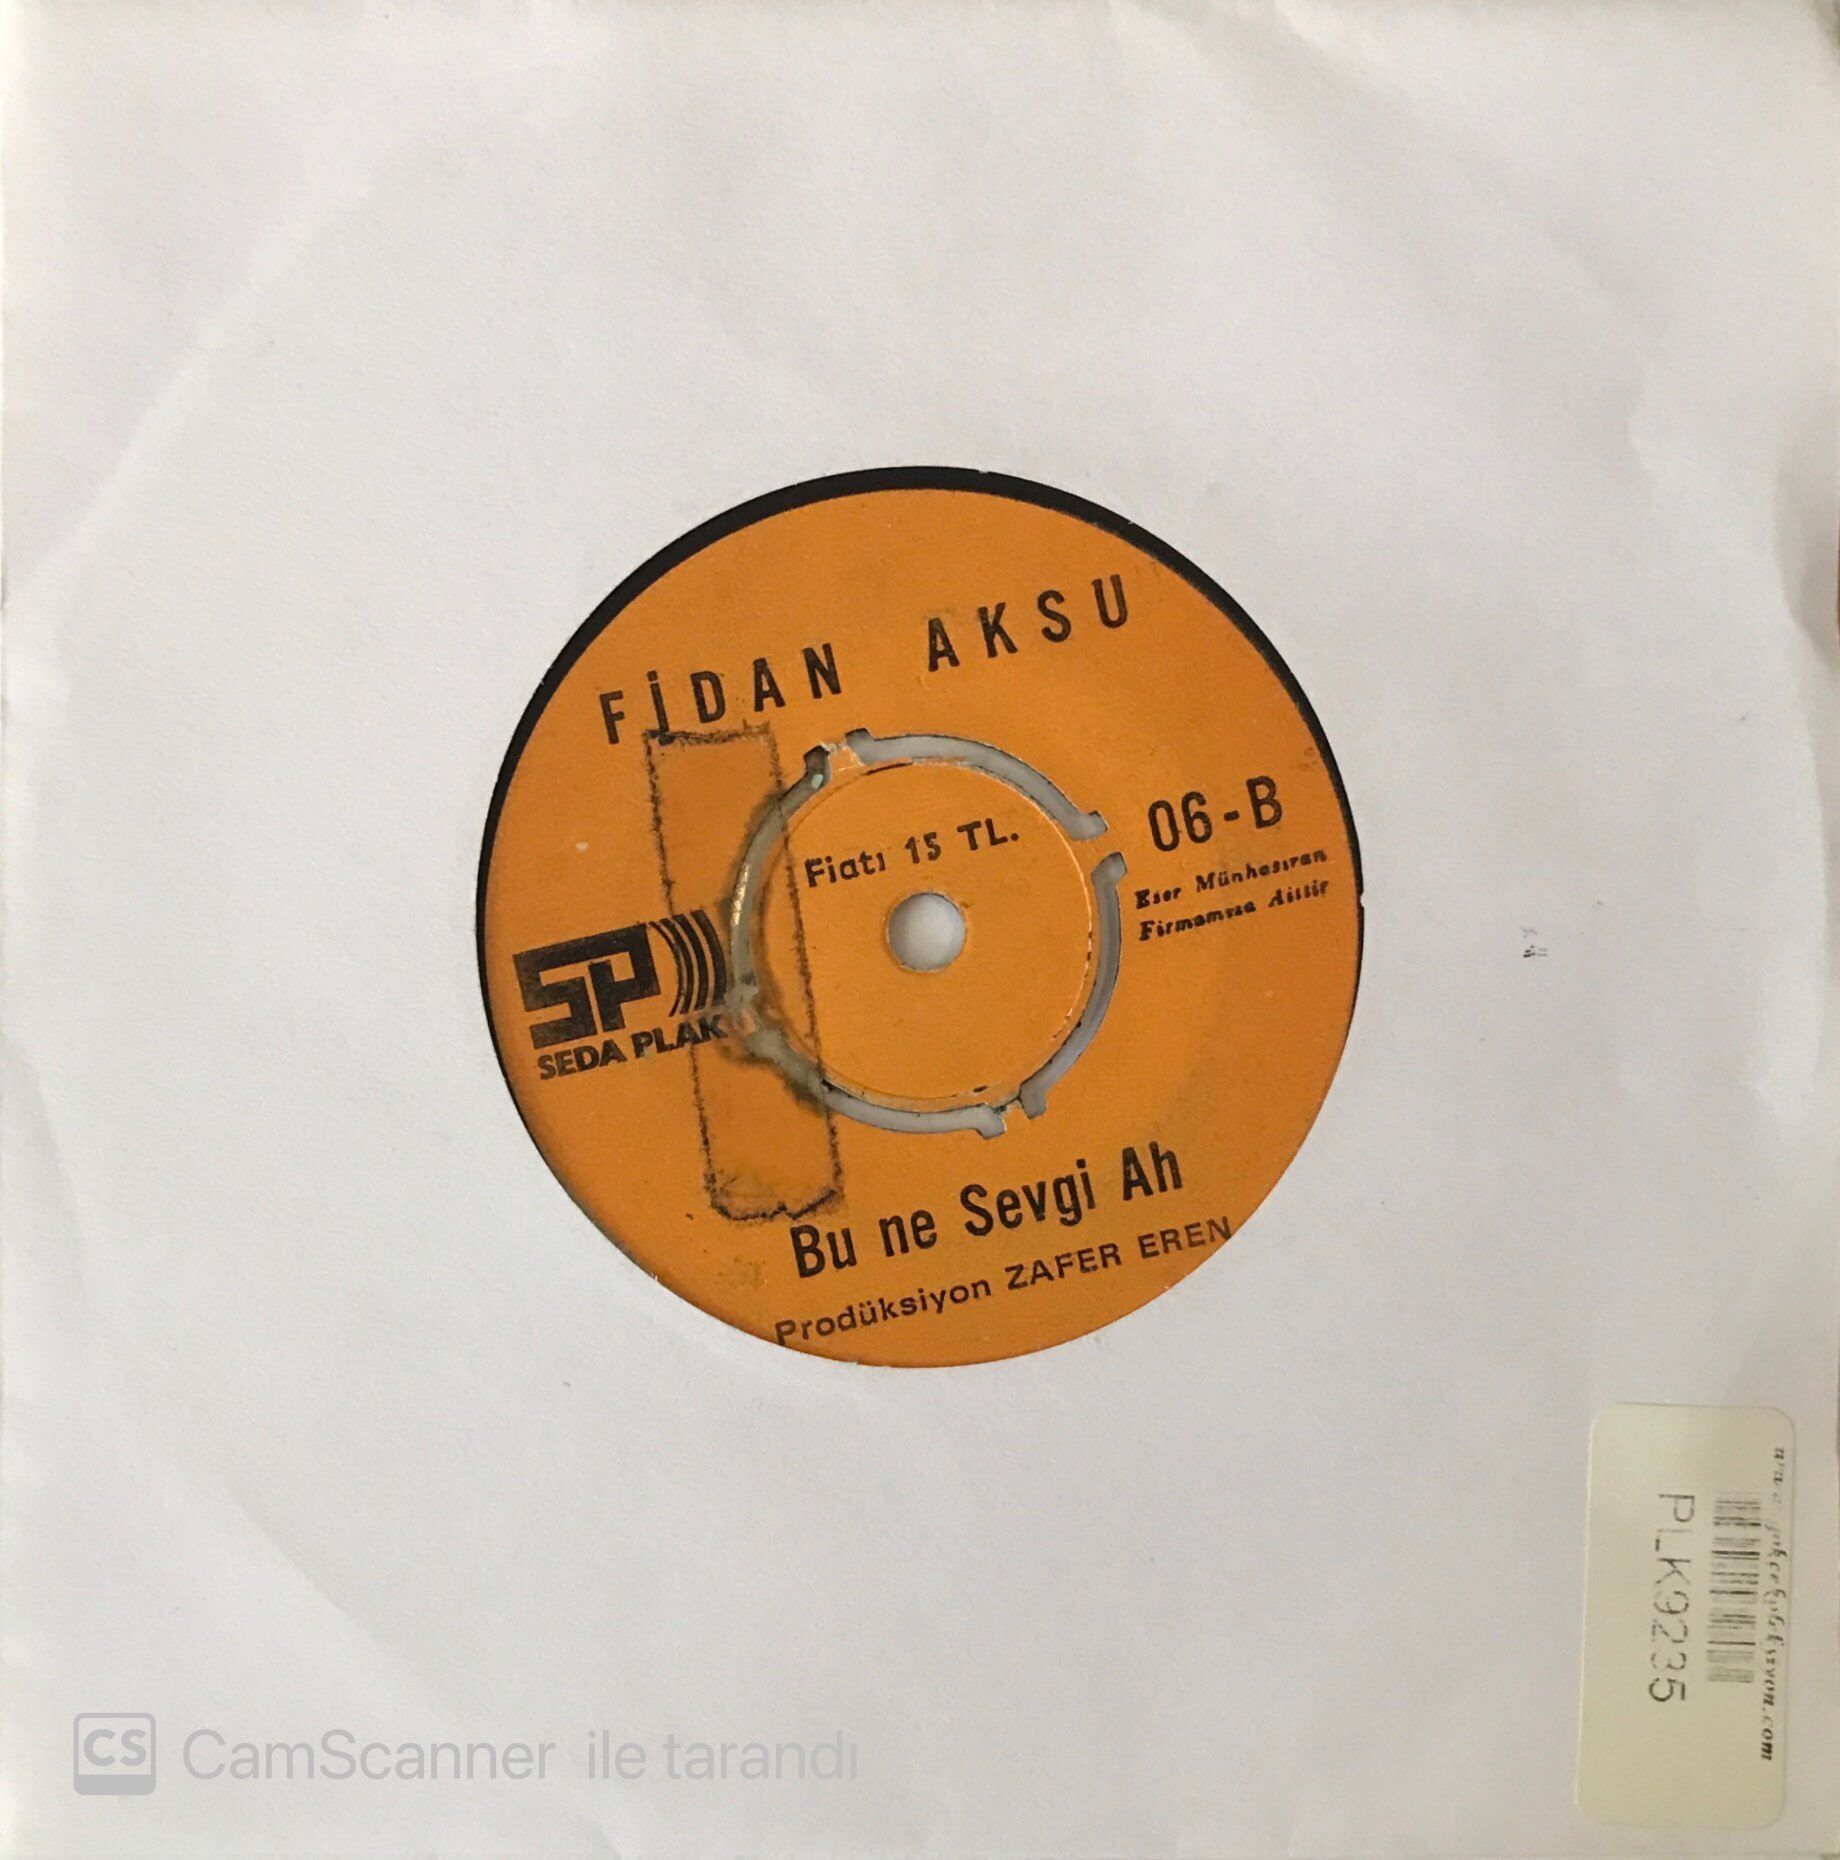 FİDAN AKSU
Fiatı 15 TL.
06-B
Eser Münhasıran
Firmamıza Aittir
SP
SEDA PLAK
Bu ne Sevgi Ah
Prodüksiyon ZAFER EREN
PLK9235
CS CamScanner ile tarandı